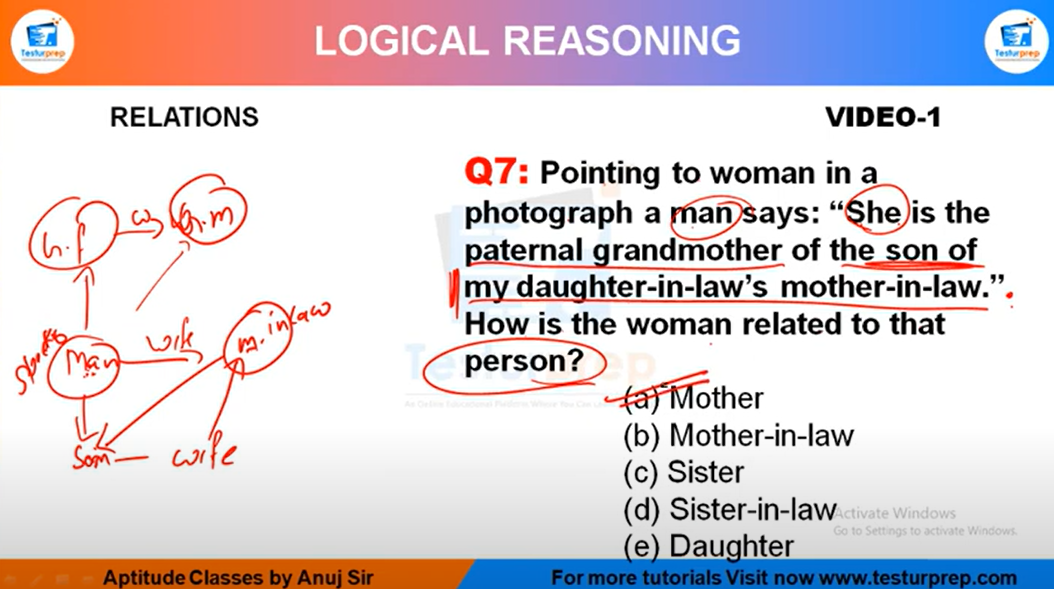 LOGICAL REASONING
Testurprep
Testurprep
RELATIONS
VIDEO-1
Q7: Pointing to woman in a
photograph a man says: “She is the
paternal grandmother of the son of
my daughter-in-law’s mother-in-law.”.
How is the woman related to that
person?
(a) Mother
(b) Mother-in-law
(c) Sister
(d) Sister-in-law
(e) Daughter
G.f
w
G.m
Man
wife
m. in law
Son
wife
Testurprep
Activate Windows
Go to Settings to activate Windows.
Aptitude Classes by Anuj Sir
For more tutorials Visit now www.testurprep.com